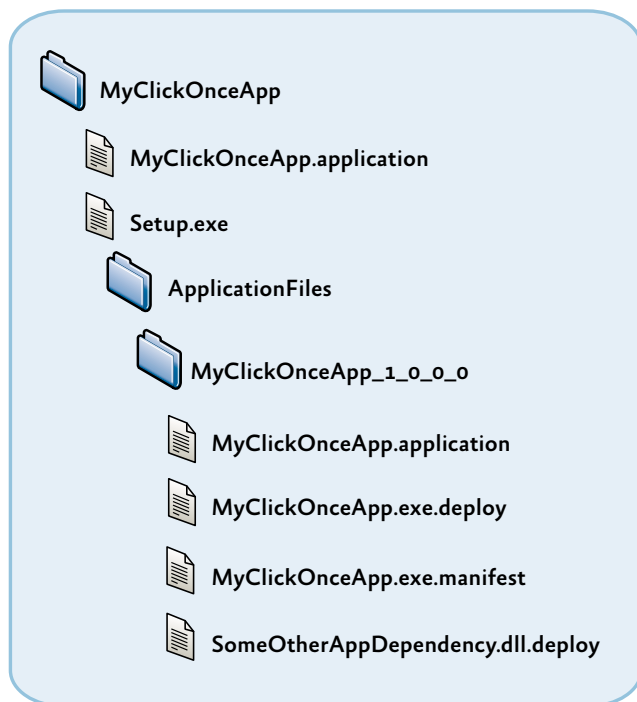 MyClickOnceApp
MyClickOnceApp.application
Setup.exe
ApplicationFiles
MyClickOnceApp_1_0_0_0
MyClickOnceApp.application
MyClickOnceApp.exe.deploy
MyClickOnceApp.exe.manifest
SomeOtherAppDependency.dll.deploy